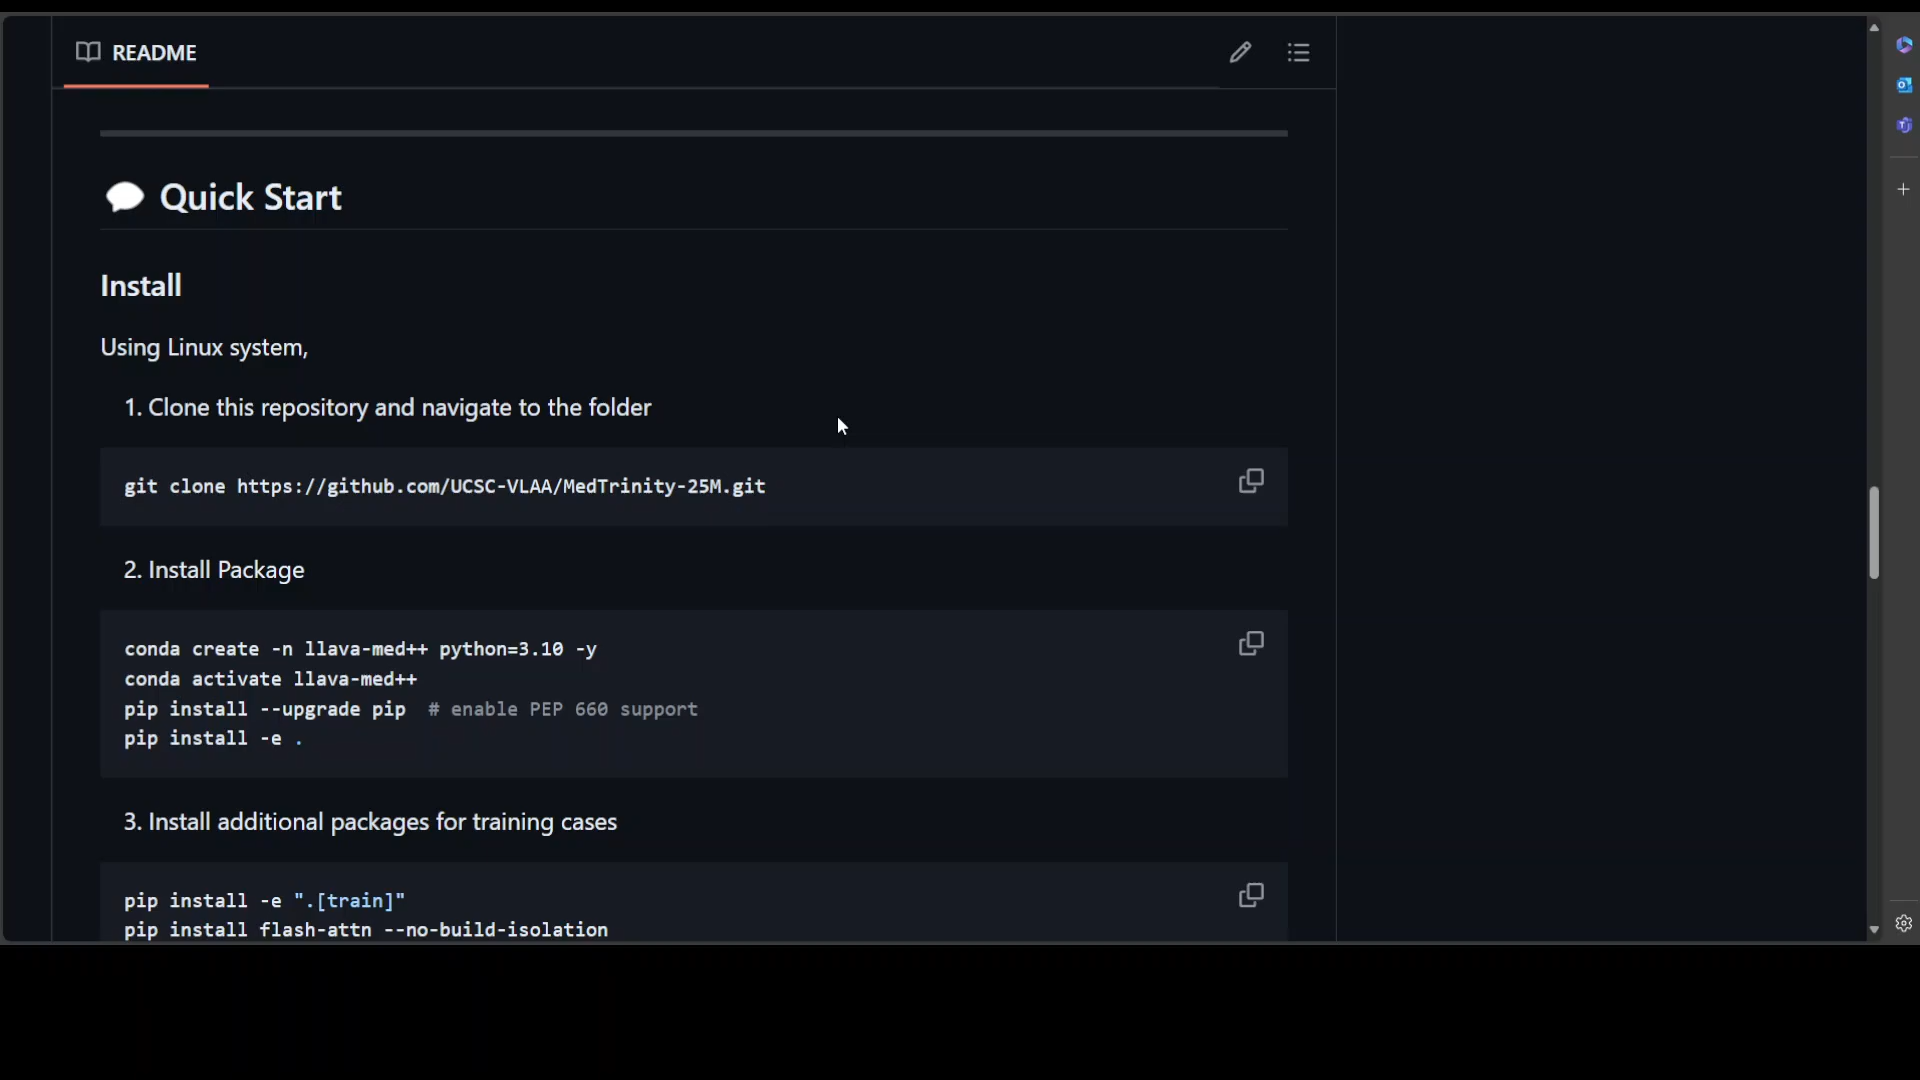 README
Quick Start
Install
Using Linux system,
1. Clone this repository and navigate to the folder
git clone https://github.com/UCSC-VLAA/MedTrinity-25M.git
2. Install Package
conda create -n llava-med++ python=3.10 -y
conda activate llava-med++
pip install --upgrade pip  # enable PEP 660 support
pip install -e .
3. Install additional packages for training cases
pip install -e ".[train]"
pip install flash-attn --no-build-isolation